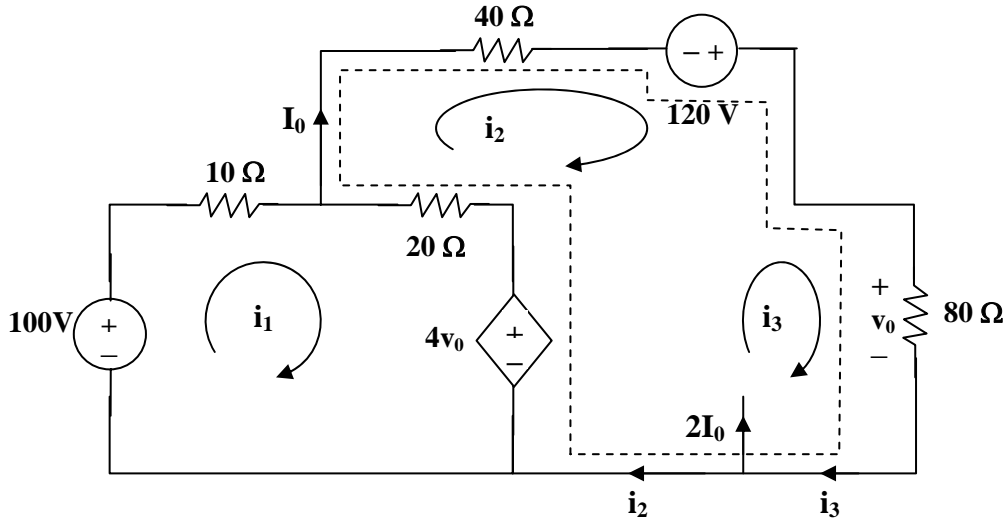 40 Ω
– +
120 V
I₀
i₂
10 Ω
20 Ω
100V
+
–
i₁
4v₀
+
–
i₃
+
v₀
–
80 Ω
2I₀
i₂
i₃